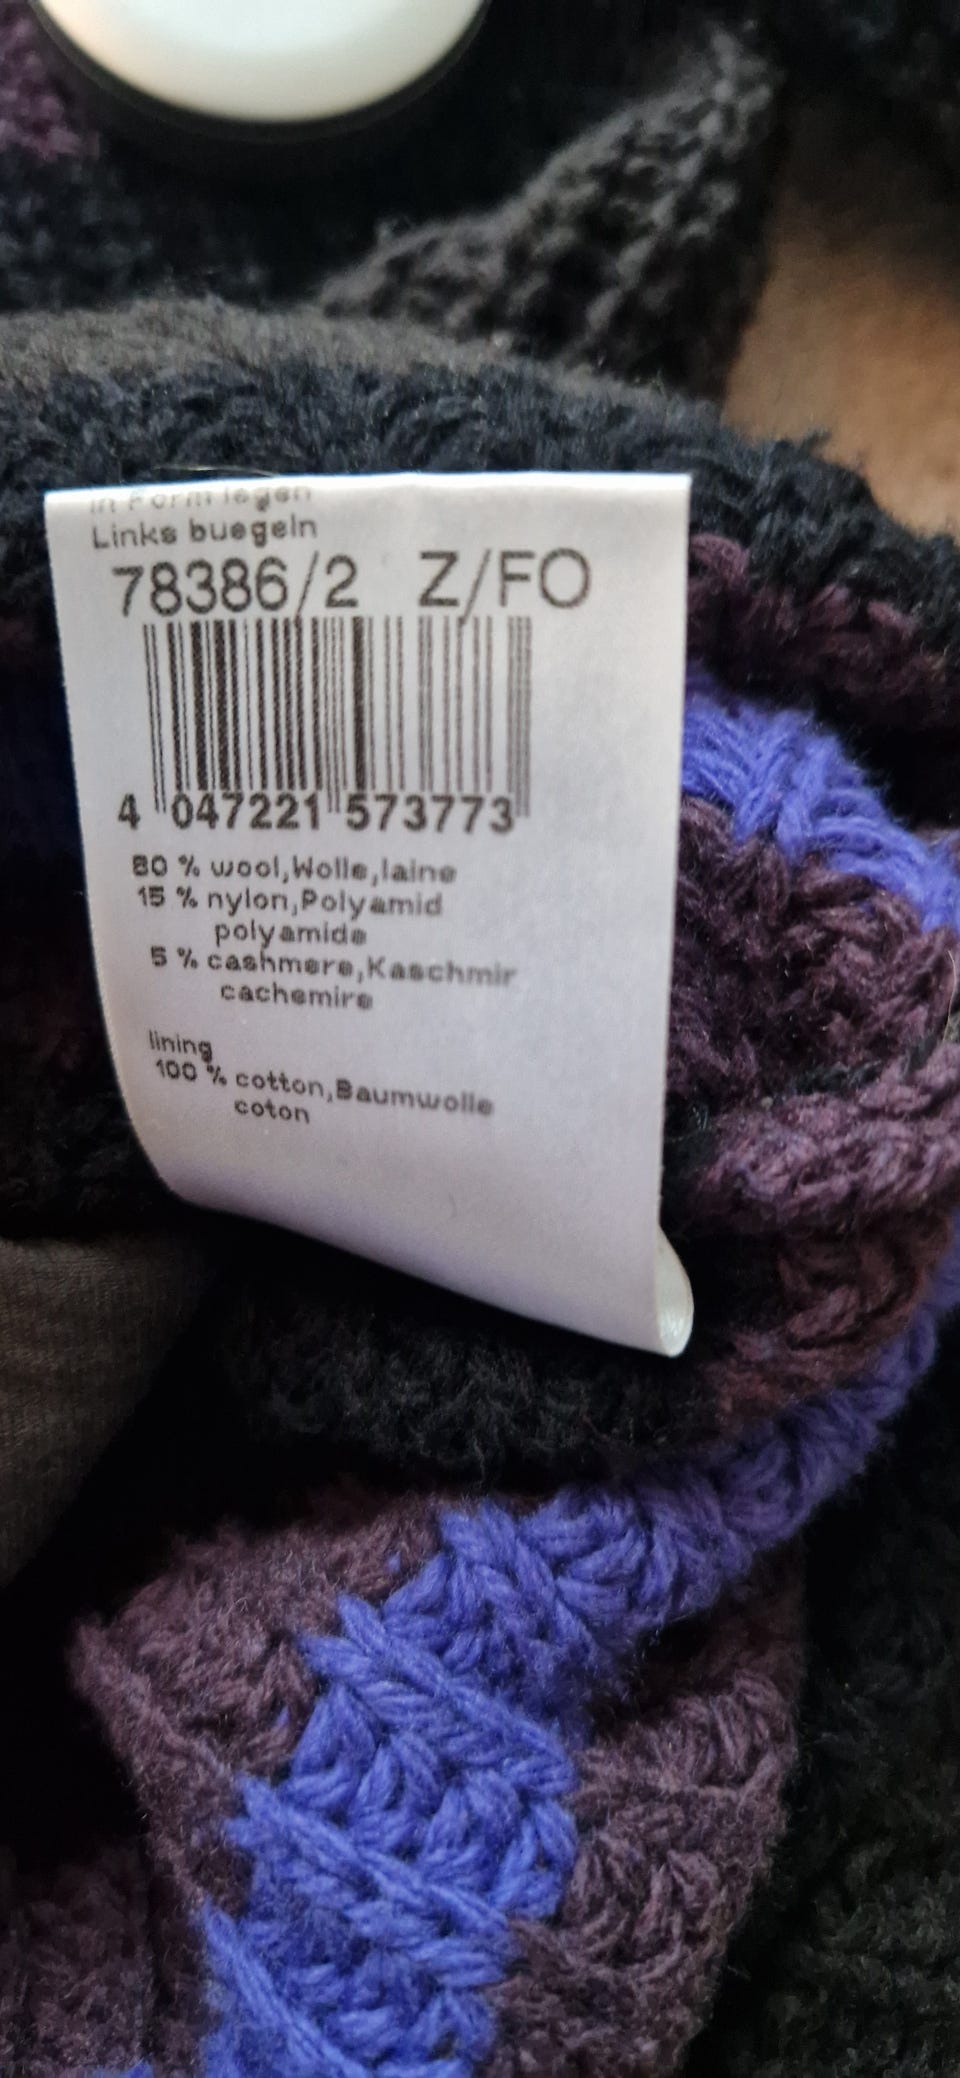 in Form legen
Links buegeln
78386/2 Z/FO
4 047221 573773
80 % wool,Wolle,laine
15 % nylon,Polyamid
polyamide
5 % cashmere,Kaschmir
cachemire
lining
100 % cotton,Baumwolle
coton